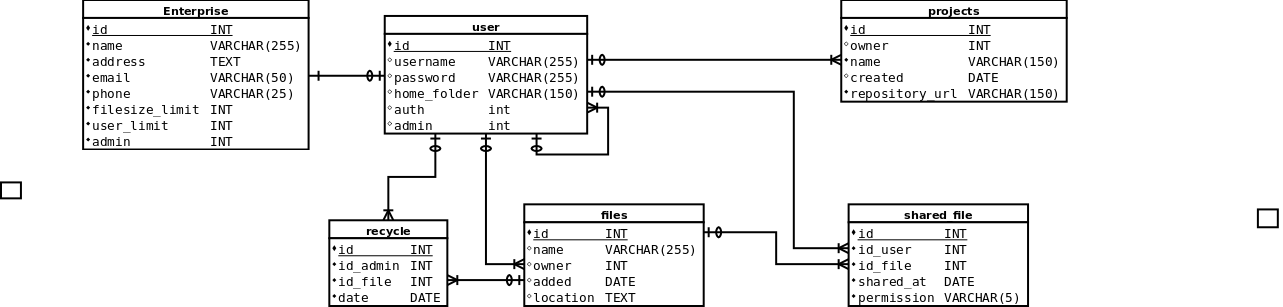 Enterprise
id INT
name VARCHAR(255)
address TEXT
email VARCHAR(50)
phone VARCHAR(25)
filesize_limit INT
user_limit INT
admin INT
user
id INT
username VARCHAR(255)
password VARCHAR(255)
home_folder VARCHAR(150)
auth int
admin int
projects
id INT
owner INT
name VARCHAR(150)
created DATE
repository_url VARCHAR(150)
recycle
id INT
id_admin INT
id_file INT
date DATE
files
id INT
name VARCHAR(255)
owner INT
added DATE
location TEXT
shared_file
id INT
id_user INT
id_file INT
shared_at DATE
permission VARCHAR(5)